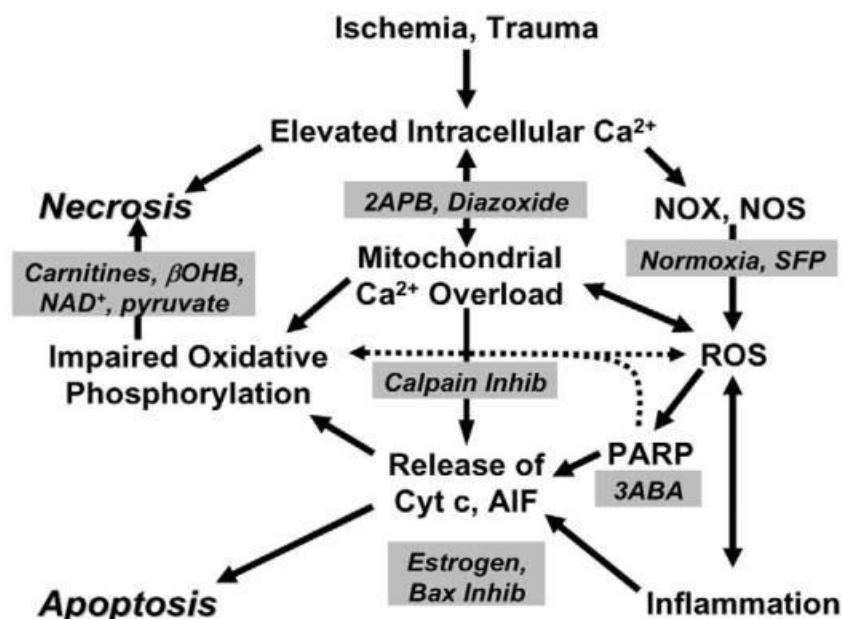 Ischemia, Trauma
Elevated Intracellular Ca²⁺
Necrosis
2APB, Diazoxide
NOX, NOS
Carnitines, βOHB,
NAD⁺, pyruvate
Mitochondrial
Ca²⁺ Overload
Normoxia, SFP
Impaired Oxidative
Phosphorylation
ROS
Calpain Inhib
Release of
Cyt c, AIF
PARP
3ABA
Estrogen,
Bax Inhib
Apoptosis
Inflammation